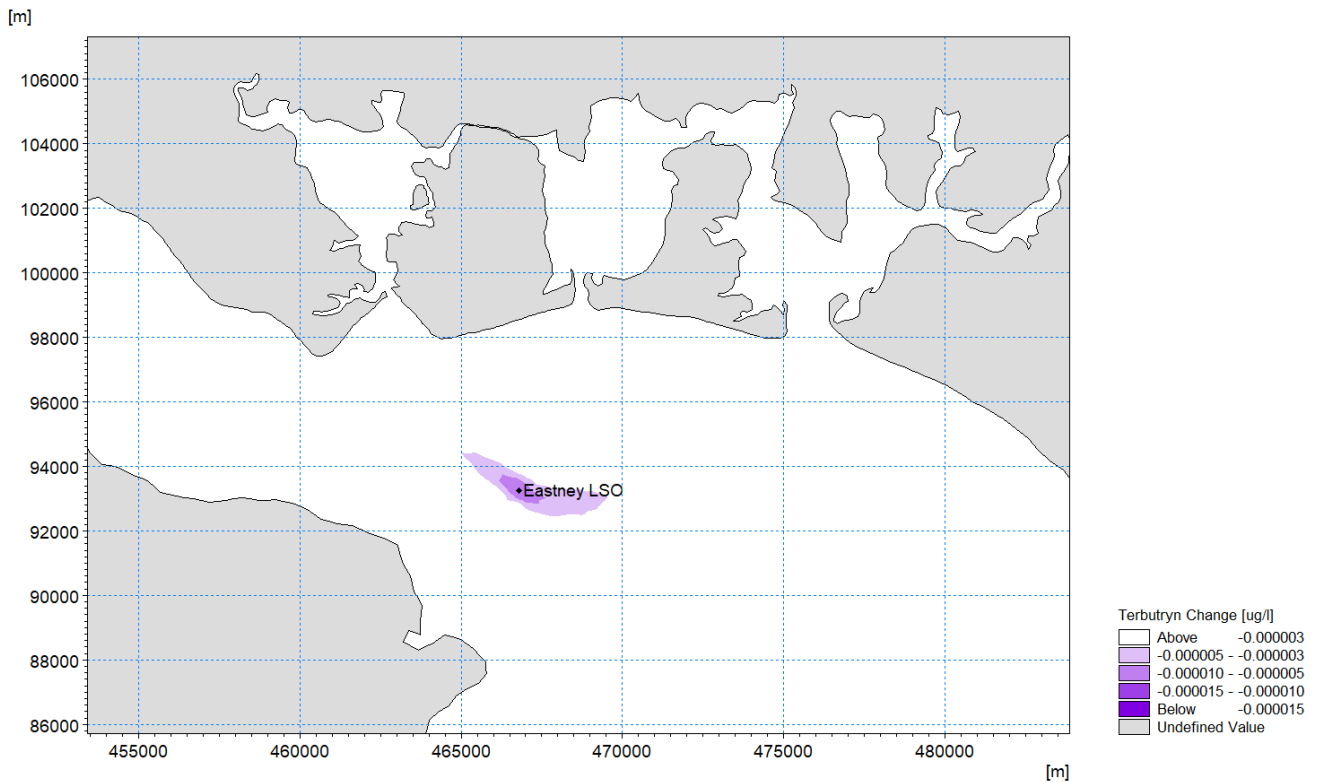 [m]
106000
104000
102000
100000
98000
96000
94000
92000
90000
88000
86000
Eastney LSO
455000 460000 465000 470000 475000 480000
[m]
Terbutryn Change [ug/l]
Above -0.000003
-0.000005 - -0.000003
-0.000010 - -0.000005
-0.000015 - -0.000010
Below -0.000015
Undefined Value